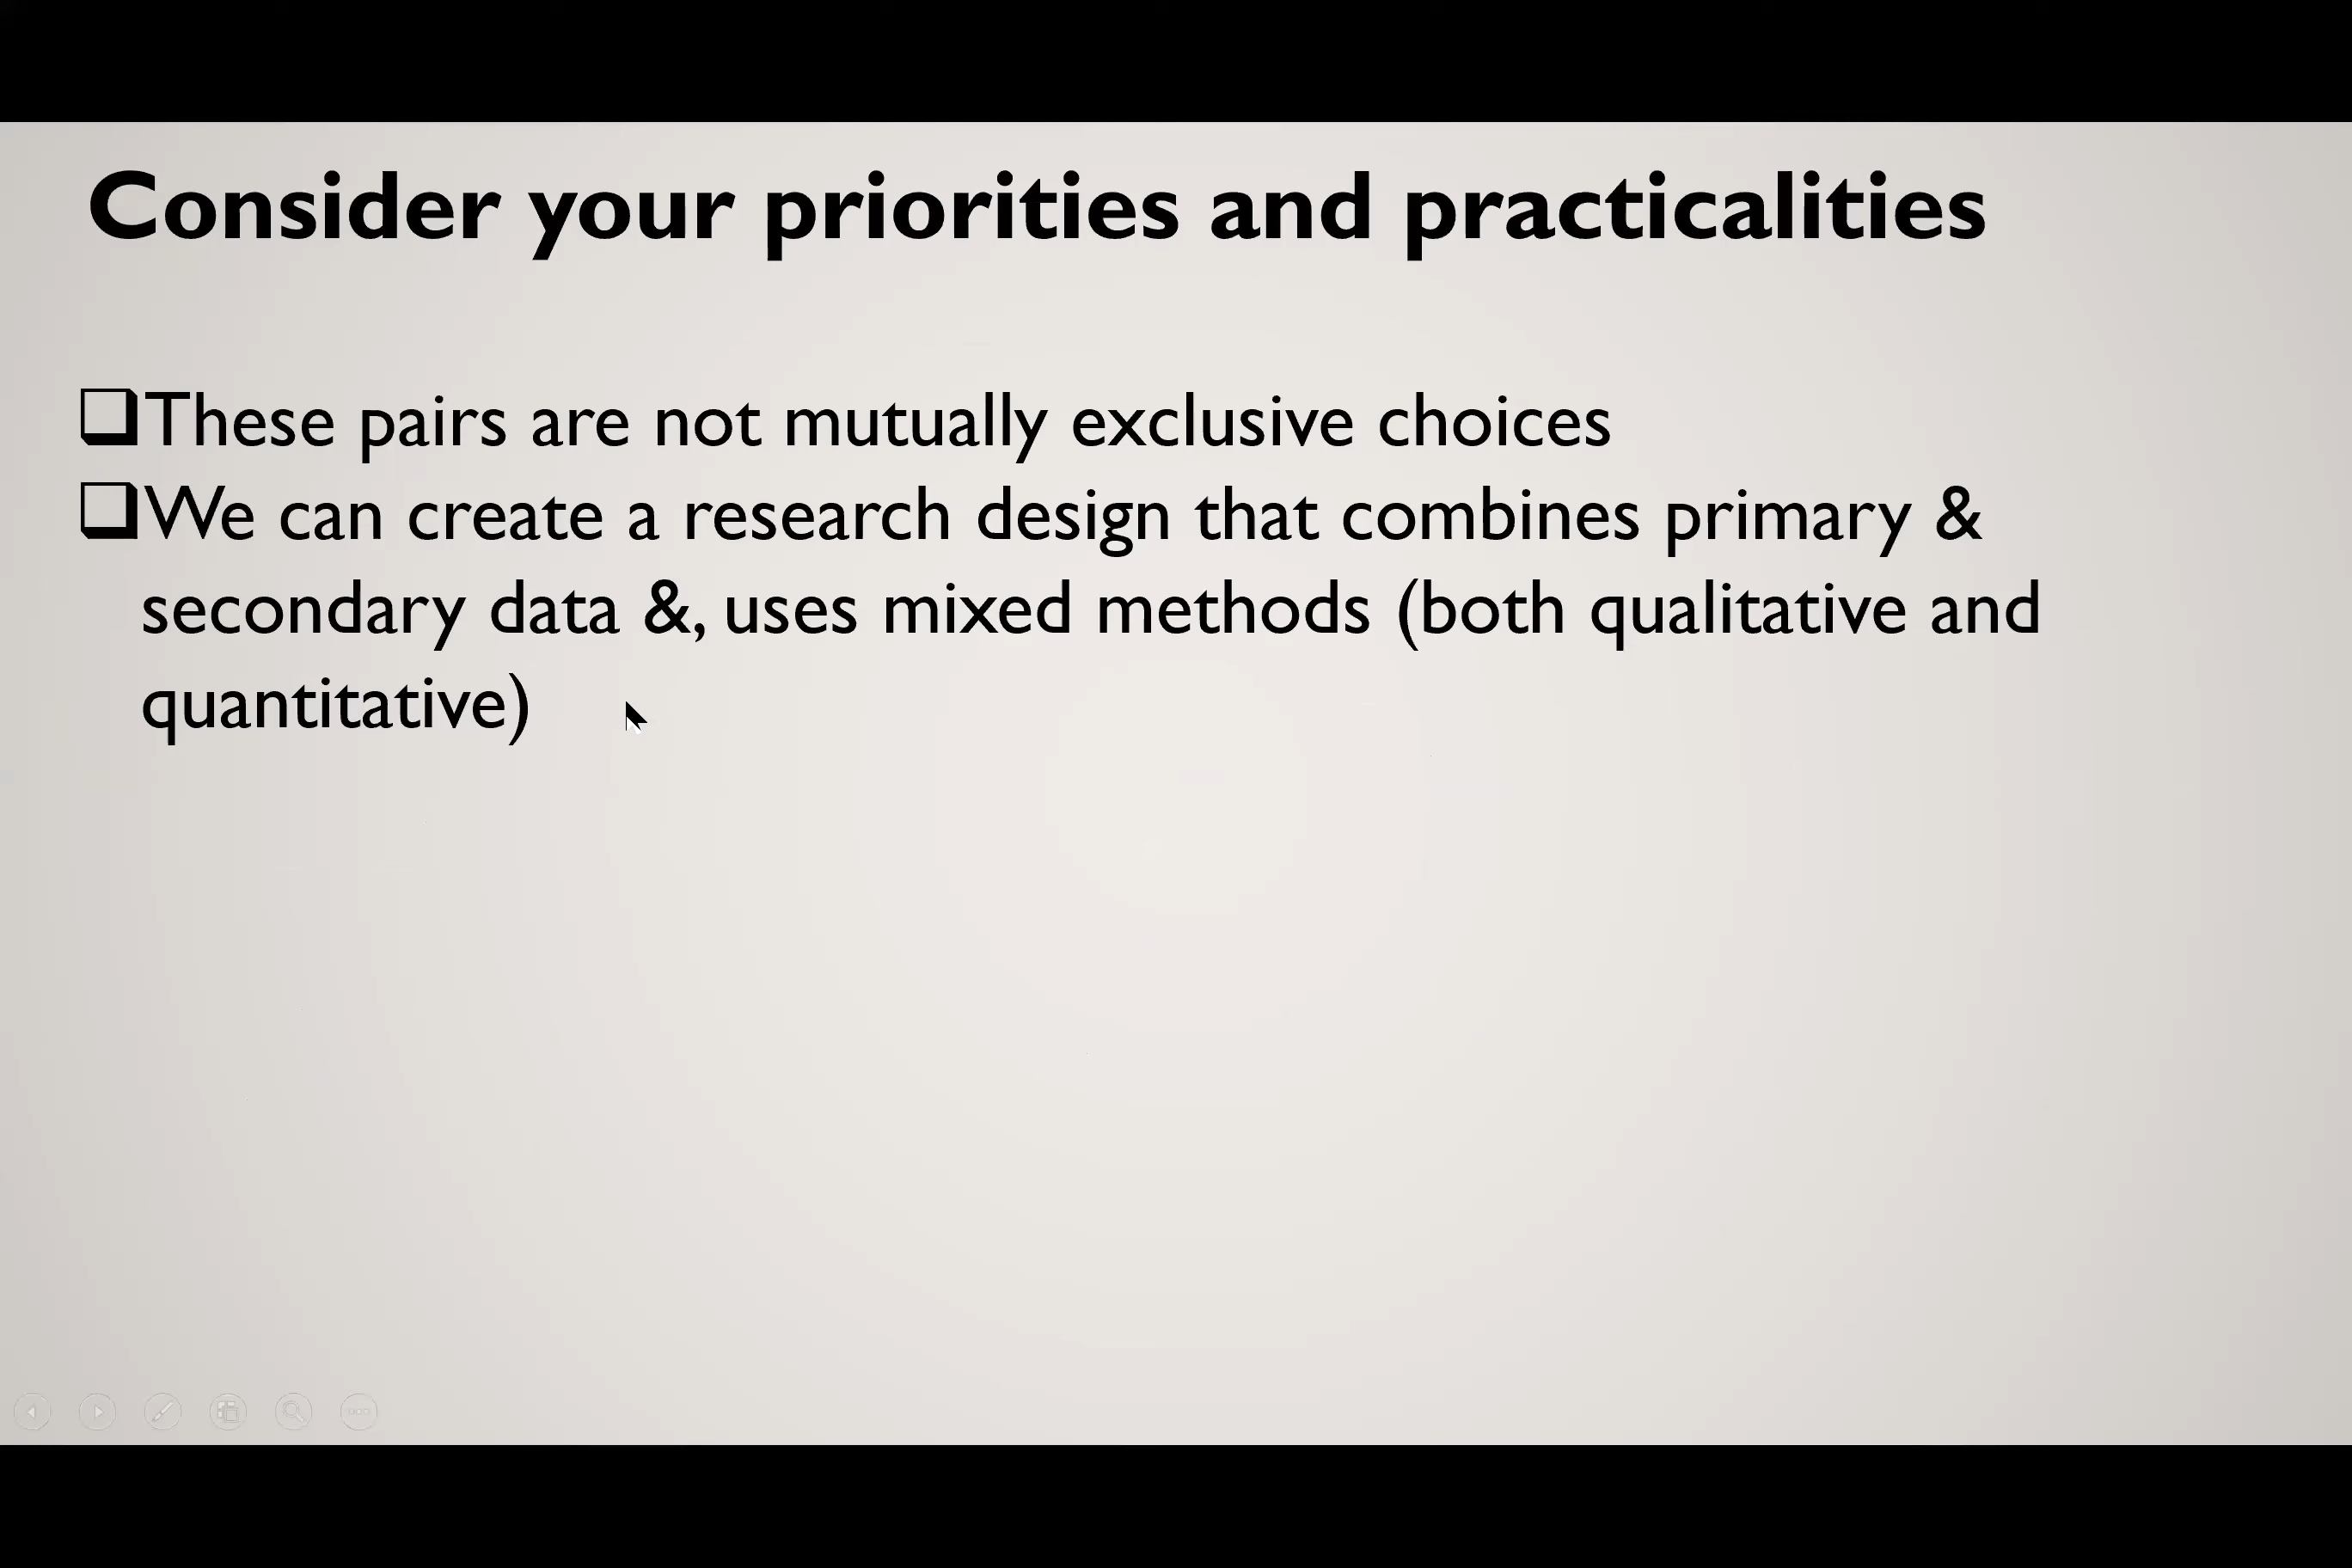 Consider your priorities and practicalities
❑These pairs are not mutually exclusive choices
❑We can create a research design that combines primary &
secondary data &, uses mixed methods (both qualitative and
quantitative)